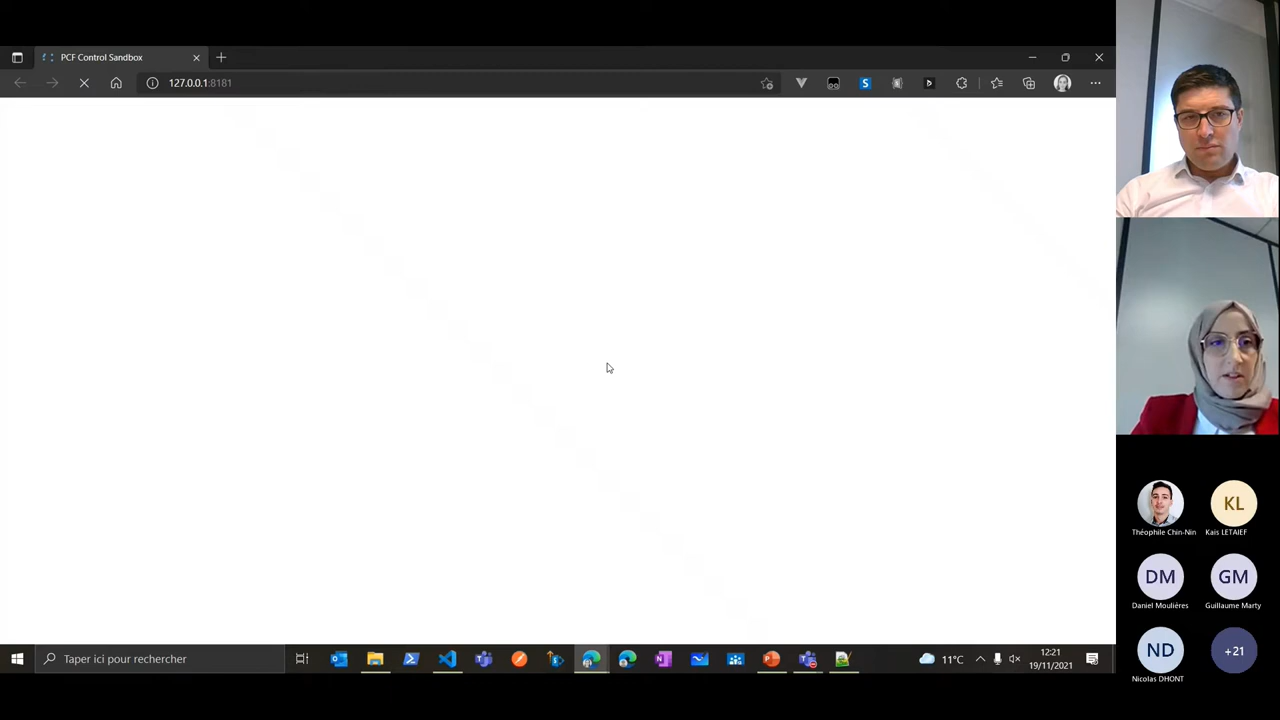 PCF Control Sandbox
127.0.0.1:8181
S
KL
Théophile Chin-Nin
Kais LETAIEF
DM
GM
Daniel Moulières
Guillaume Marty
ND
+21
Nicolas DHONT
Taper ici pour rechercher
11°C
12:21
19/11/2021